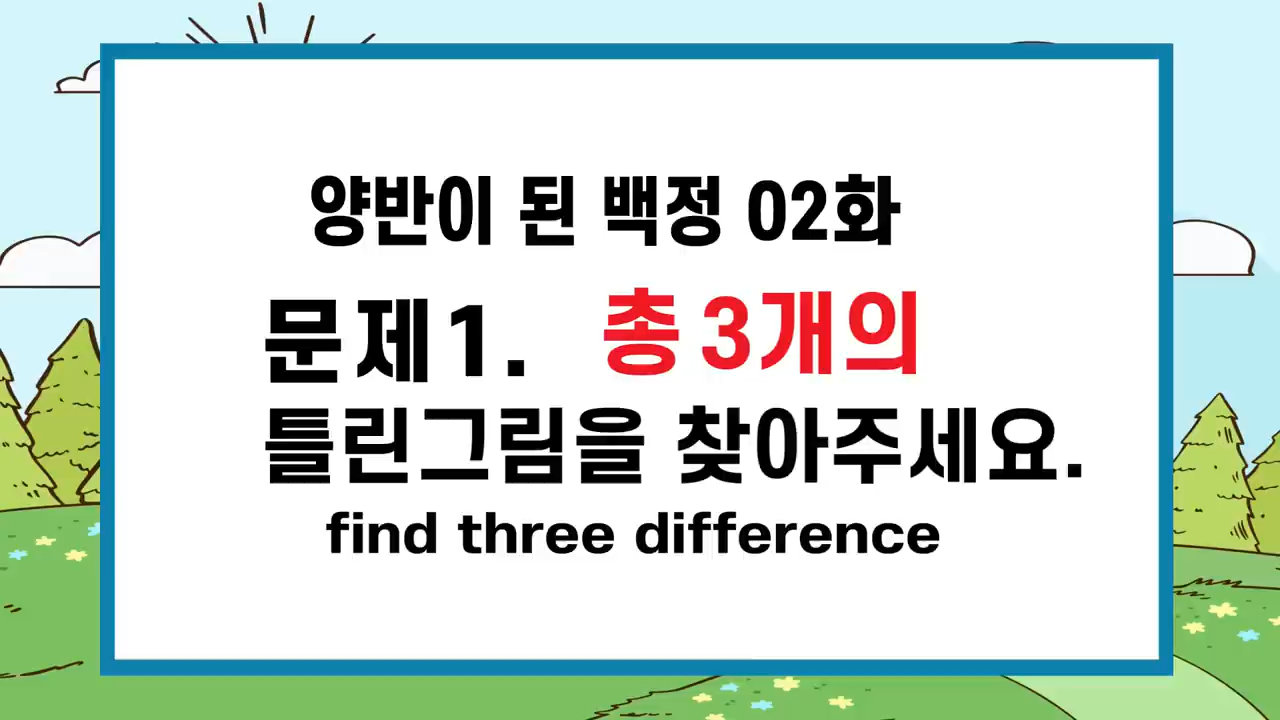 양반이 된 백정 02화
문제1. 총 3개의
틀린그림을 찾아주세요.
find three difference